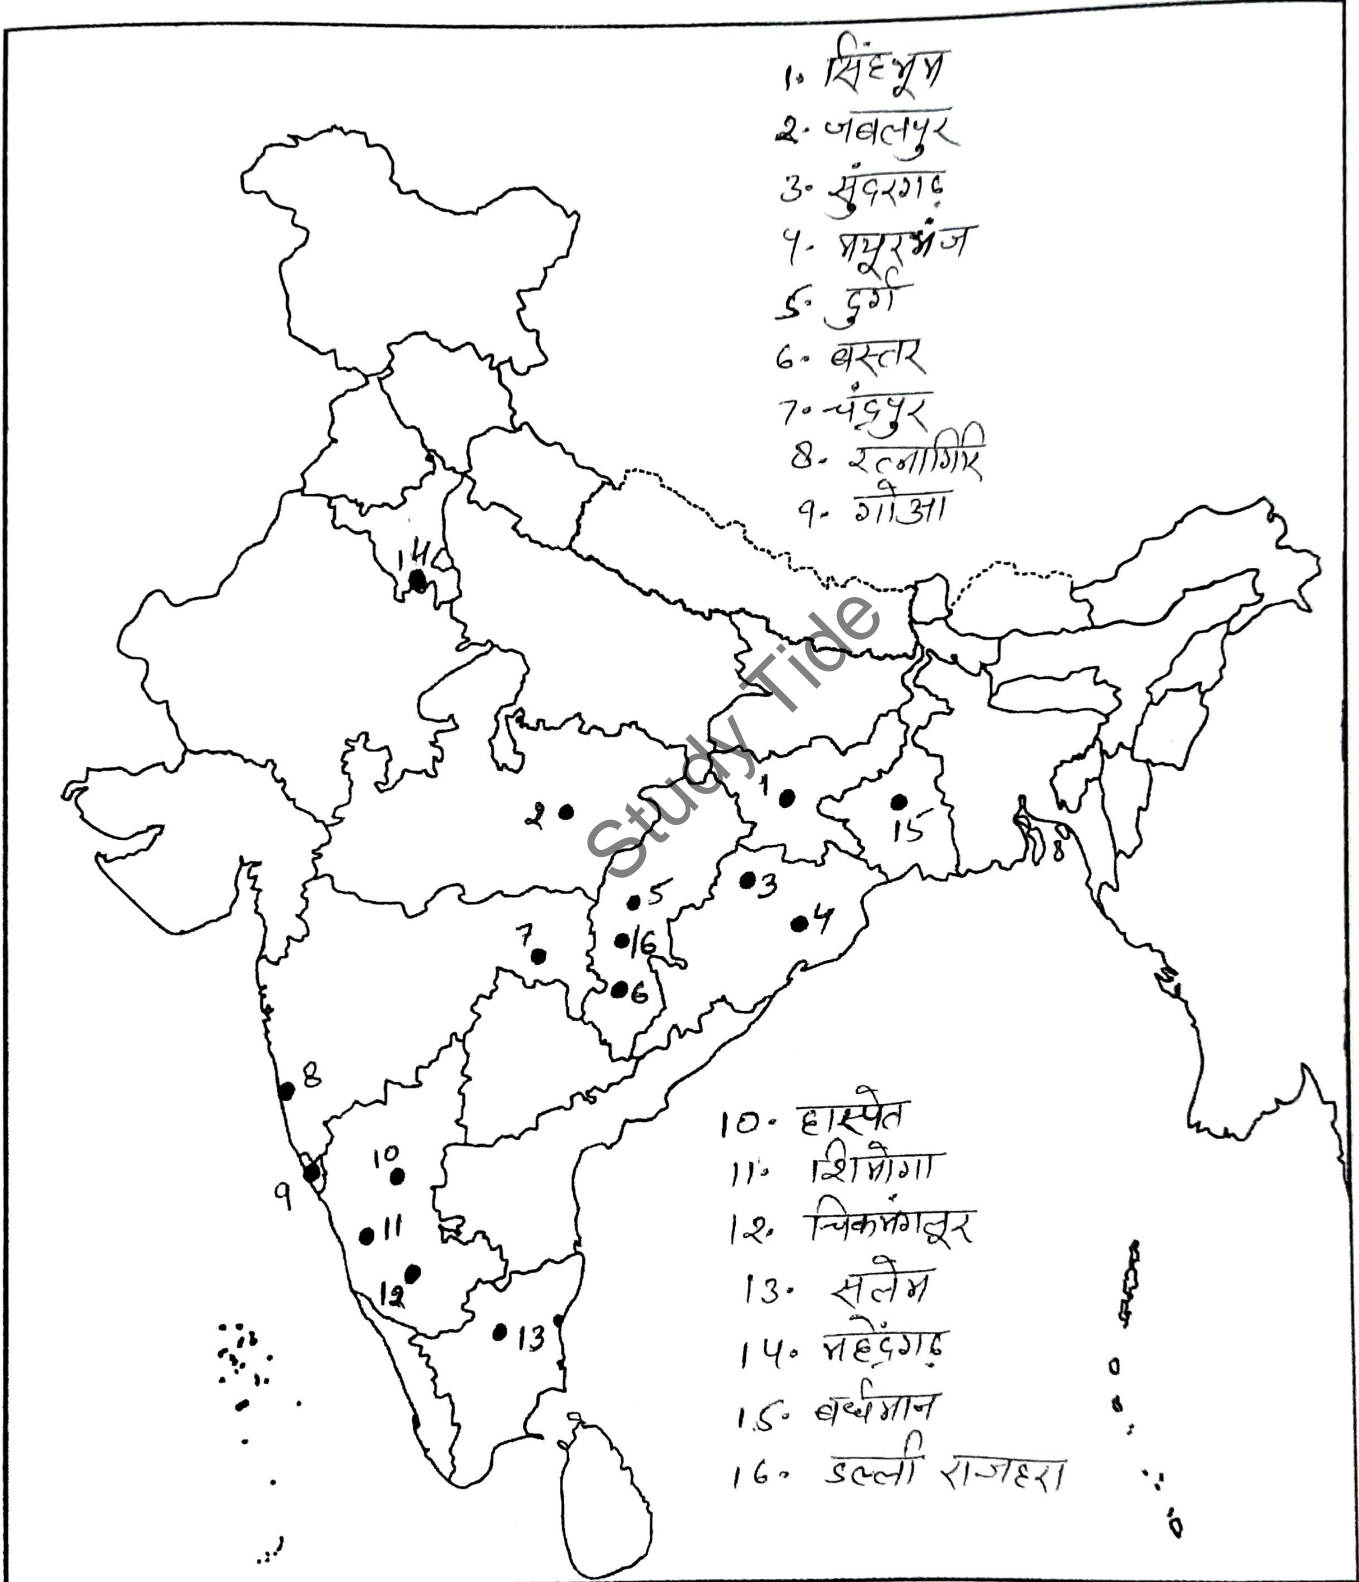 1. सिंहभूम
2. जबलपुर
3. सुंदरगढ़
4. मयूरभंज
5. दुर्ग
6. बस्तर
7. चंद्रपुर
8. रत्नागिरि
9. गोआ
14
Study Tide
1
2
15
5
3
16
4
7
6
8
10
9
11
12
13
10. हास्पेत
11. शिमोगा
12. चिकमंगलूर
13. सलेम
14. महेंद्रगढ़
15. बर्धमान
16. डल्ली राजहरा